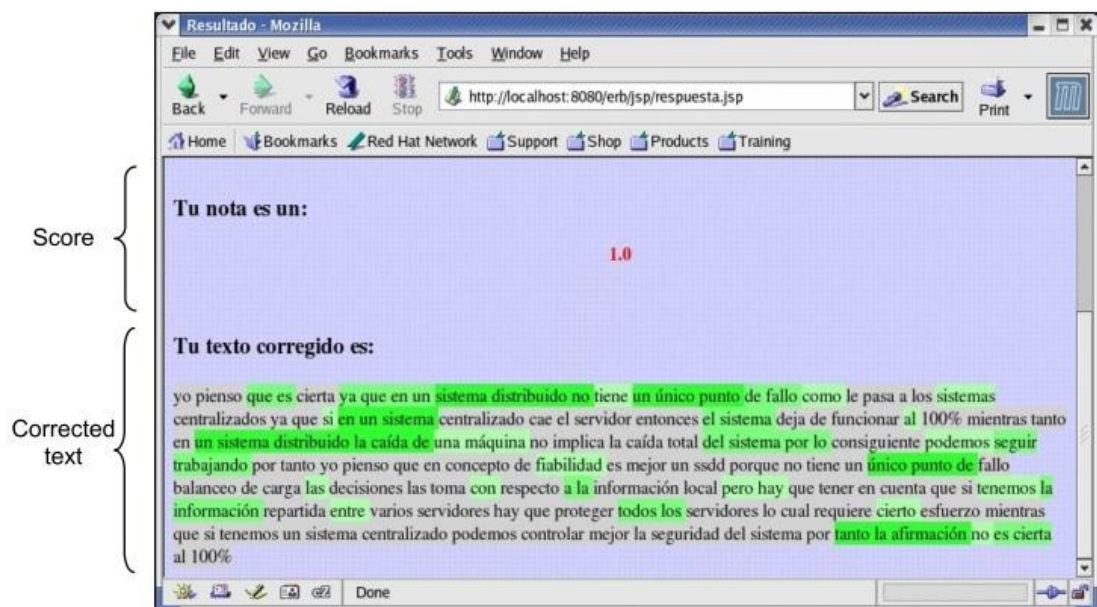 Resultado - Mozilla
File Edit View Go Bookmarks Tools Window Help
Back Forward Reload Stop http://localhost:8080/erb/jsp/respuesta.jsp Search Print
Home Bookmarks Red Hat Network Support Shop Products Training
Score
Tu nota es un:
1.0
Corrected text
Tu texto corregido es:
yo pienso que es cierta ya que en un sistema distribuido no tiene un único punto de fallo como le pasa a los sistemas
centralizados ya que si en un sistema centralizado cae el servidor entonces el sistema deja de funcionar al 100% mientras tanto
en un sistema distribuido la caída de una máquina no implica la caída total del sistema por lo consiguiente podemos seguir
trabajando por tanto yo pienso que en concepto de fiabilidad es mejor un ssdd porque no tiene un único punto de fallo
balanceo de carga las decisiones las toma con respecto a la información local pero hay que tener en cuenta que si tenemos la
información repartida entre varios servidores hay que proteger todos los servidores lo cual requiere cierto esfuerzo mientras
que si tenemos un sistema centralizado podemos controlar mejor la seguridad del sistema por tanto la afirmación no es cierta
al 100%
Done